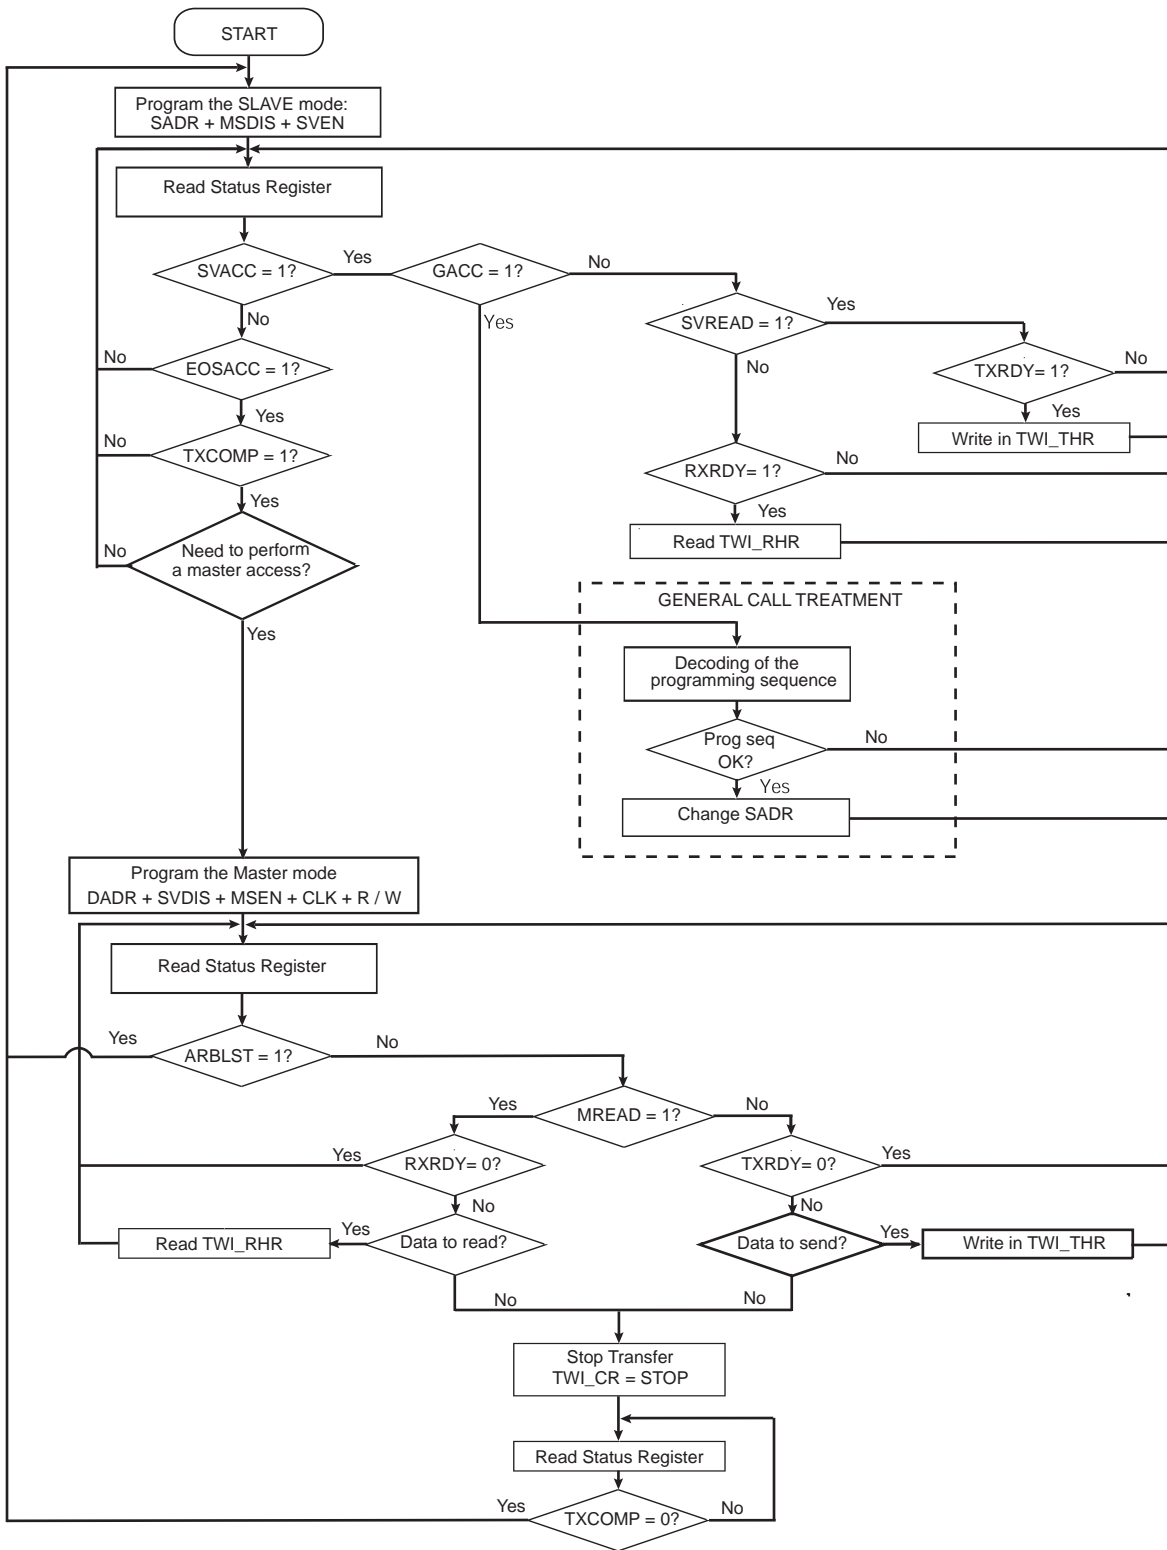 START
Program the SLAVE mode:
SADR + MSDIS + SVEN
Read Status Register
SVACC = 1?
Yes
GACC = 1?
No
SVREAD = 1?
Yes
No
Yes
No
EOSACC = 1?
No
TXRDY= 1?
No
Yes
Yes
Write in TWI_THR
No
TXCOMP = 1?
RXRDY= 1?
No
Yes
Yes
Read TWI_RHR
No
Need to perform
a master access?
Yes
GENERAL CALL TREATMENT
Decoding of the
programming sequence
Prog seq
OK?
No
Yes
Change SADR
Program the Master mode
DADR + SVDIS + MSEN + CLK + R / W
Read Status Register
Yes
ARBLST = 1?
No
Yes
MREAD = 1?
No
Yes
RXRDY= 0?
TXRDY= 0?
Yes
No
No
Read TWI_RHR
Yes
Data to read?
Data to send?
Yes
Write in TWI_THR
No
No
Stop Transfer
TWI_CR = STOP
Read Status Register
Yes
TXCOMP = 0?
No